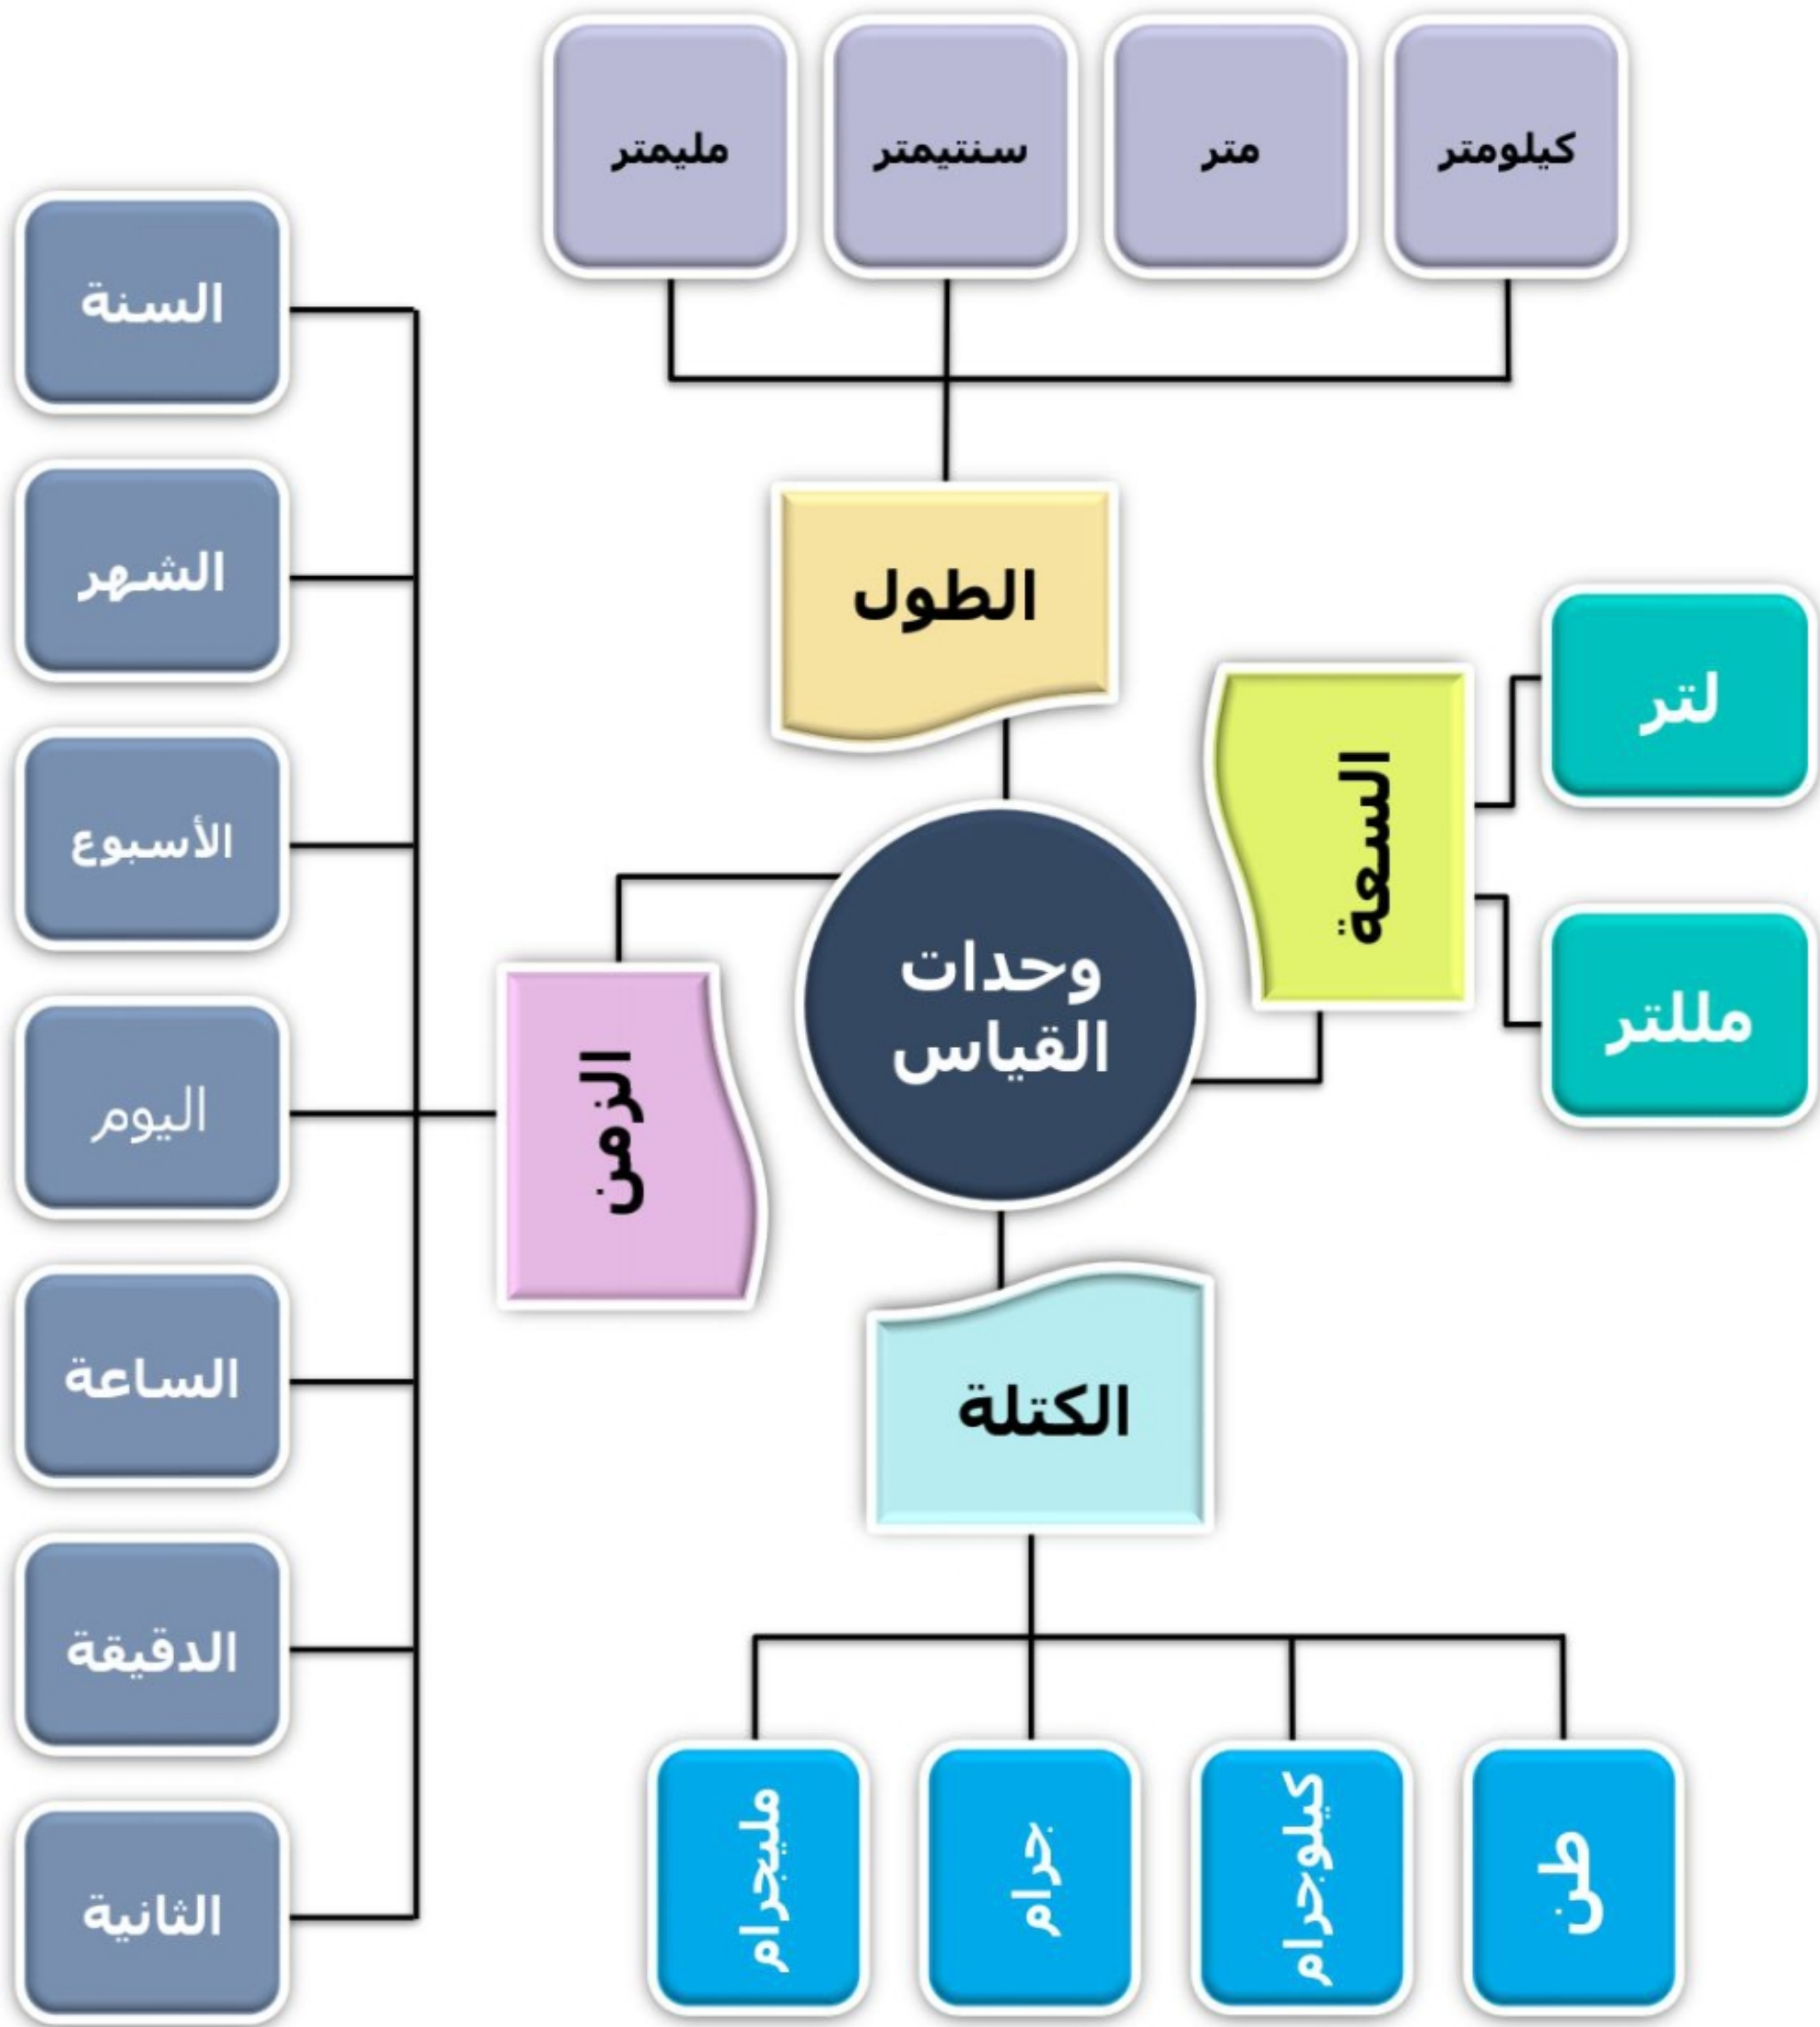 كيلومتر
متر
سنتيمتر
مليمتر
الطول
السنة
الشهر
الأسبوع
اليوم
الساعة
الدقيقة
الثانية
لتر
مللتر
السعة
وحدات
القياس
الزمن
الكتلة
طن
كيلوجرام
جرام
مليجرام